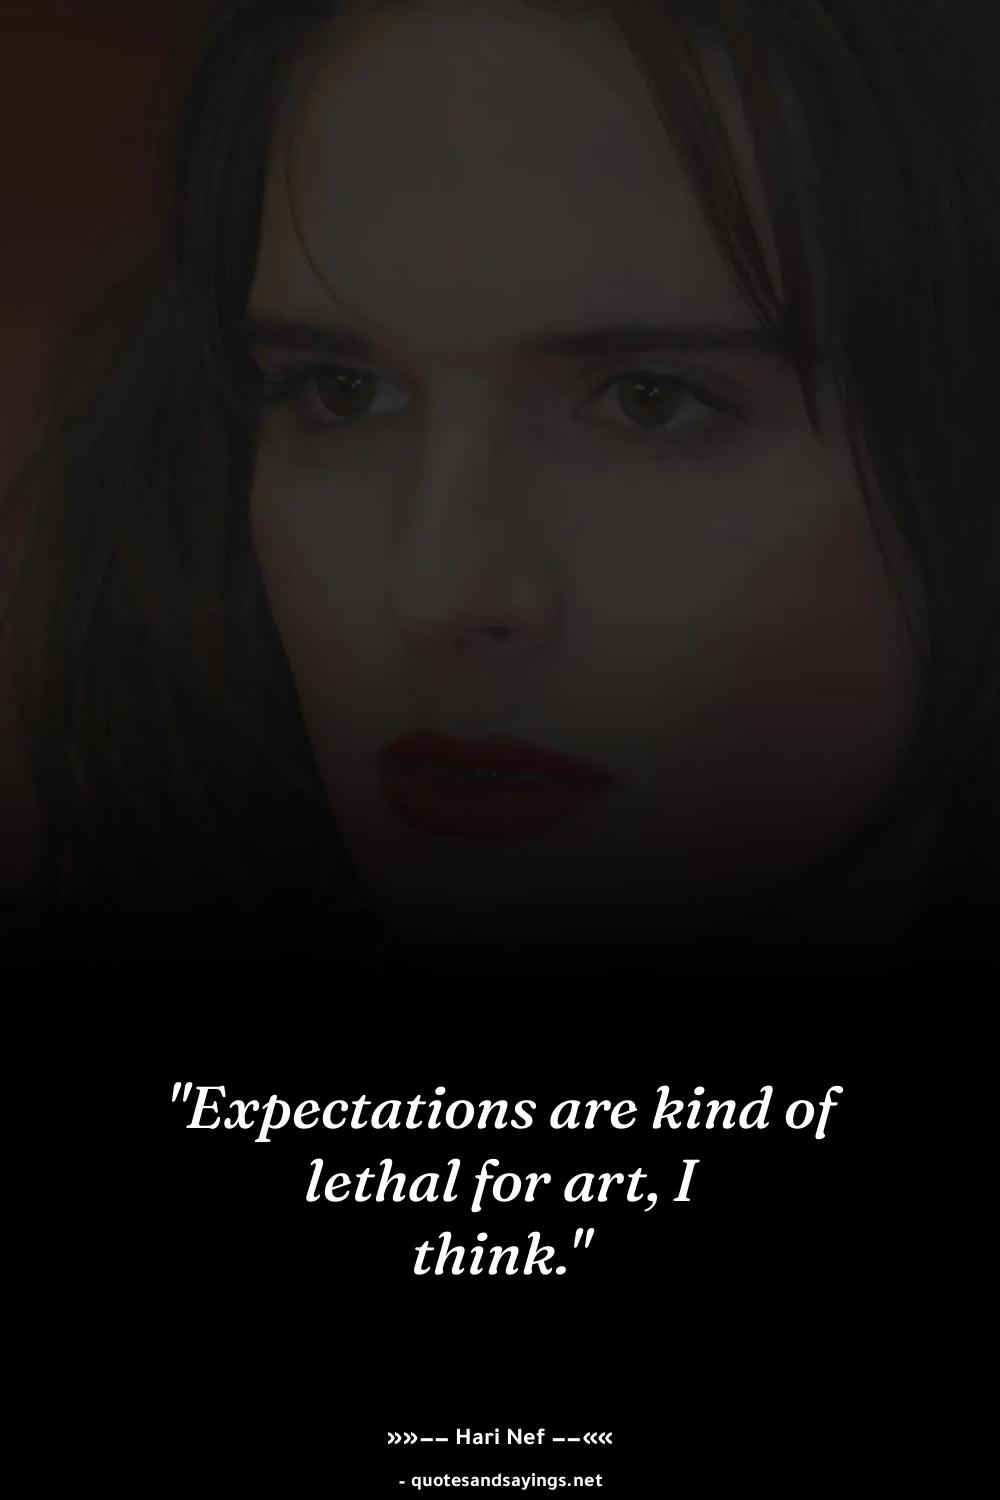 "Expectations are kind of
lethal for art, I
think."
»»−− Hari Nef −−««
- quotesandsayings.net